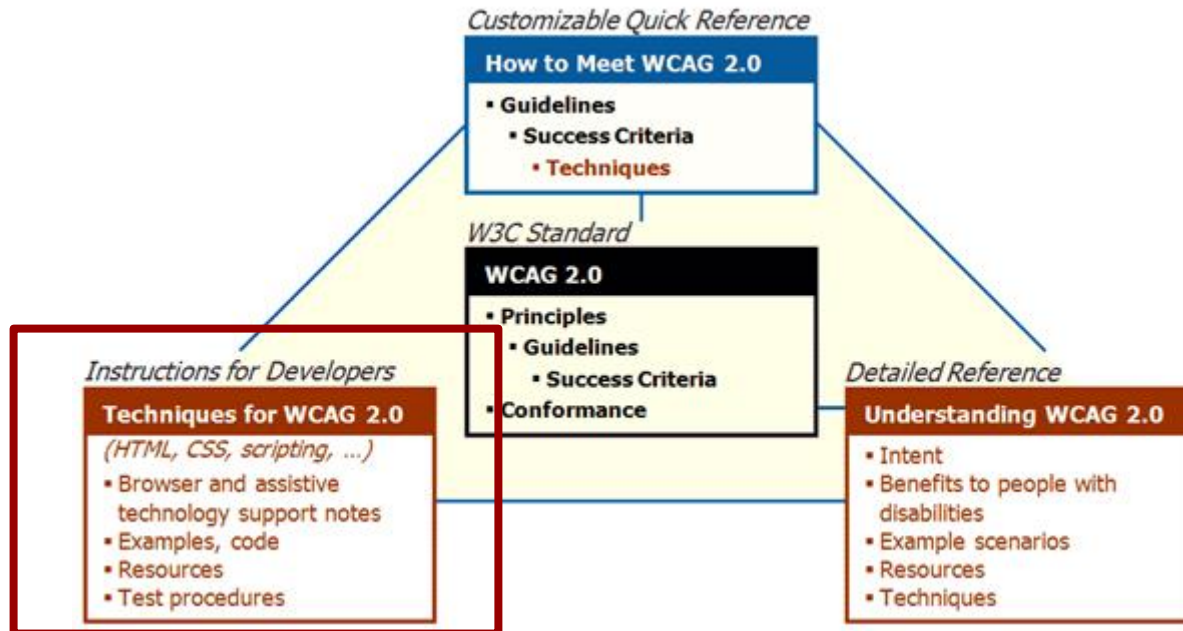 Customizable Quick Reference
How to Meet WCAG 2.0
▪ Guidelines
▪ Success Criteria
▪ Techniques
W3C Standard
WCAG 2.0
▪ Principles
▪ Guidelines
▪ Success Criteria
▪ Conformance
Instructions for Developers
Techniques for WCAG 2.0
(HTML, CSS, scripting, ...)
▪ Browser and assistive
technology support notes
▪ Examples, code
▪ Resources
▪ Test procedures
Detailed Reference
Understanding WCAG 2.0
▪ Intent
▪ Benefits to people with
disabilities
▪ Example scenarios
▪ Resources
▪ Techniques